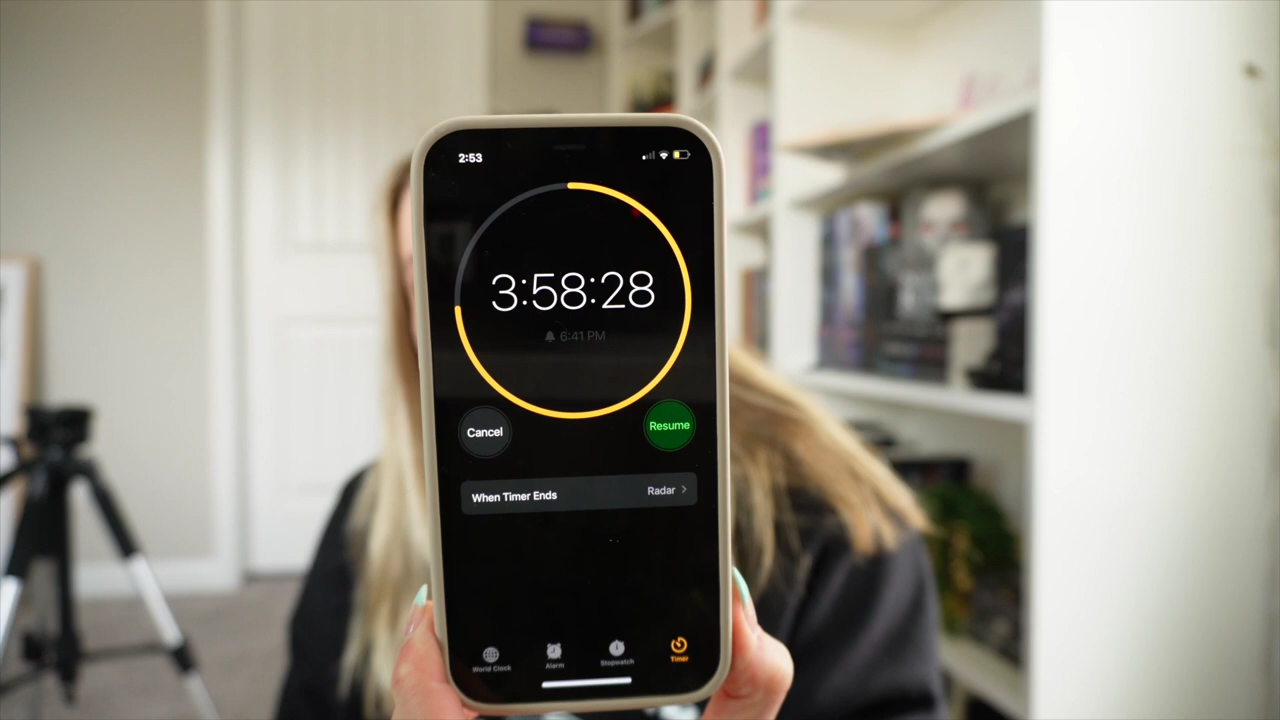 2:53
3:58:28
6:41 PM
Cancel
Resume
When Timer Ends
Radar
World Clock
Alarm
Stopwatch
Timer